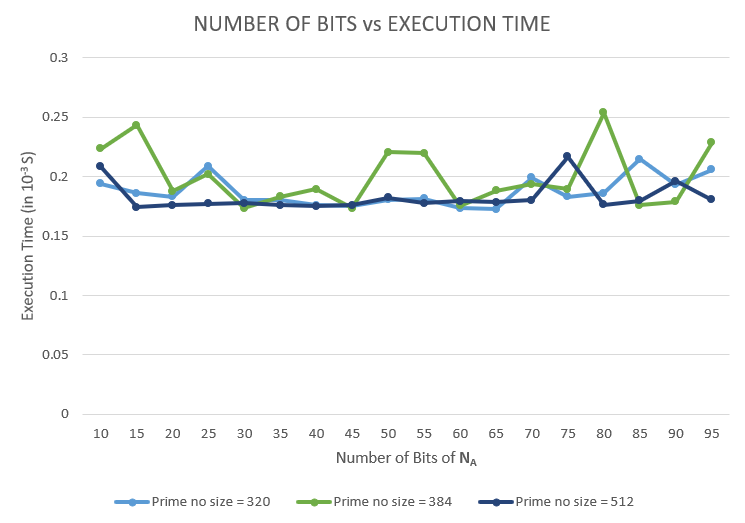 NUMBER OF BITS vs EXECUTION TIME
Execution Time (in 10⁻³ S)
0.3
0.25
0.2
0.15
0.1
0.05
0
10 15 20 25 30 35 40 45 50 55 60 65 70 75 80 85 90 95
Number of Bits of N_A
Prime no size = 320 Prime no size = 384 Prime no size = 512